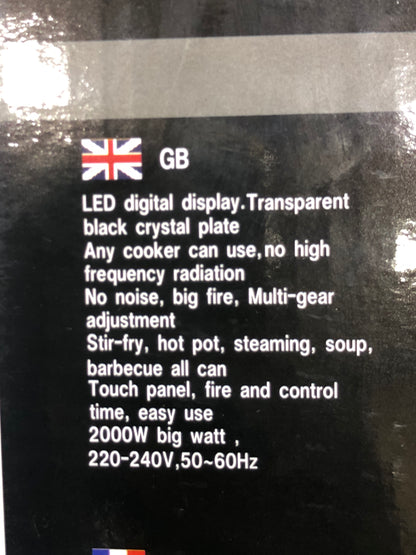 GB
LED digital display.Transparent
black crystal plate
Any cooker can use,no high
frequency radiation
No noise, big fire, Multi-gear
adjustment
Stir-fry, hot pot, steaming, soup,
barbecue all can
Touch panel, fire and control
time, easy use
2000W big watt ,
220-240V,50~60Hz